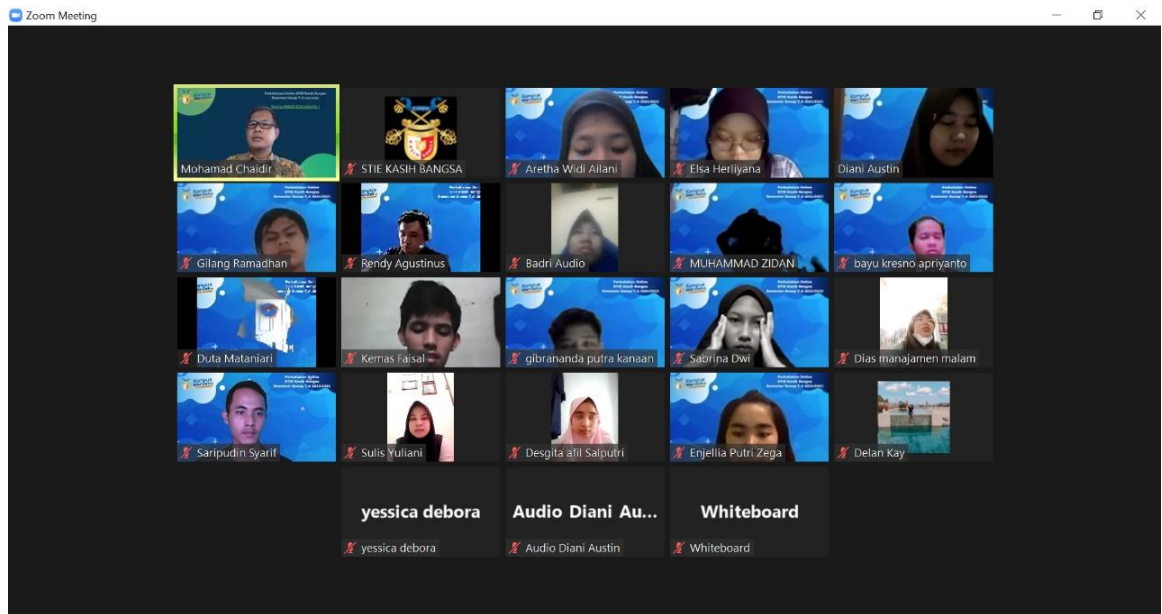 Zoom Meeting
Mohamad Chaidir
STIE KASIH BANGSA
Aretha Widi Ailani
Elsa Herliyana
Diani Austin
Gilang Ramadhan
Rendy Agustinus
Badri Audio
MUHAMMAD ZIDAN
bayu kresno apriyanto
Duta Mataniari
Kemas Faisal
gibrananda putra kanaan
Sabrina Dwi
Dias manajamen malam
Saripudin Syarif
Sulis Yuliani
Desgita afil Salputri
Enjellia Putri Zega
Delan Kay
yessica debora
Audio Diani Au...
Whiteboard
yessica debora
Audio Diani Austin
Whiteboard